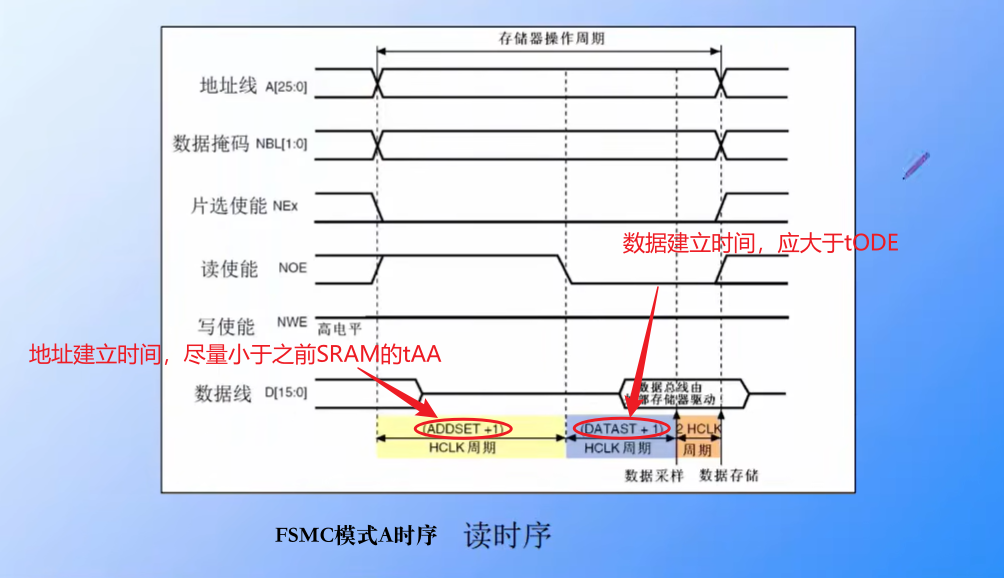 存储器操作周期
地址线 A[25:0]
数据掩码 NBL[1:0]
片选使能 NEx
数据建立时间，应大于tODE
读使能 NOE
写使能 NWE 高电平
地址建立时间，尽量小于之前SRAM的tAA
数据线 D[15:0]
数据总线由
部存储器驱动
(ADDSET +1) (DATAST + 1) 2 HCLK
HCLK 周期 HCLK 周期 周期
数据采样 数据存储
FSMC模式A时序 读时序